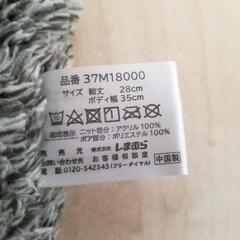 品番 37M18000
サイズ 総丈 28cm
ボディ幅 35cm
組成表示 ニット部分：アクリル 100%
ボア部分：ポリエステル 100%
発売元 株式会社 しまむら
お問い合わせ先 お客様相談室
電話 0120-542543 (フリーダイヤル)
中国製